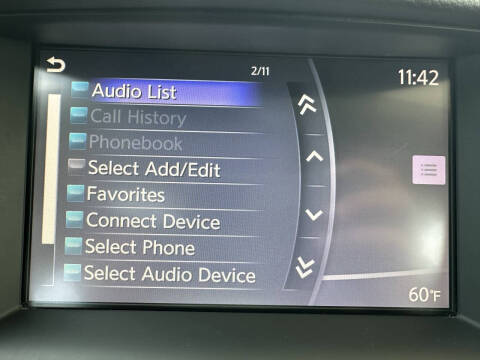 2/11
11:42
Audio List
Call History
Phonebook
Select Add/Edit
Favorites
Connect Device
Select Phone
Select Audio Device
60°F